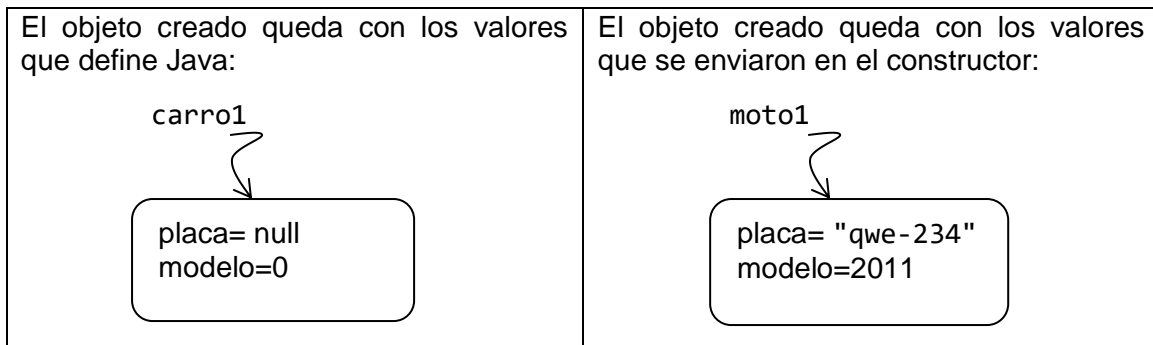 El objeto creado queda con los valores
que define Java:
carro1
placa= null
modelo=0
El objeto creado queda con los valores
que se enviaron en el constructor:
moto1
placa= "qwe-234"
modelo=2011